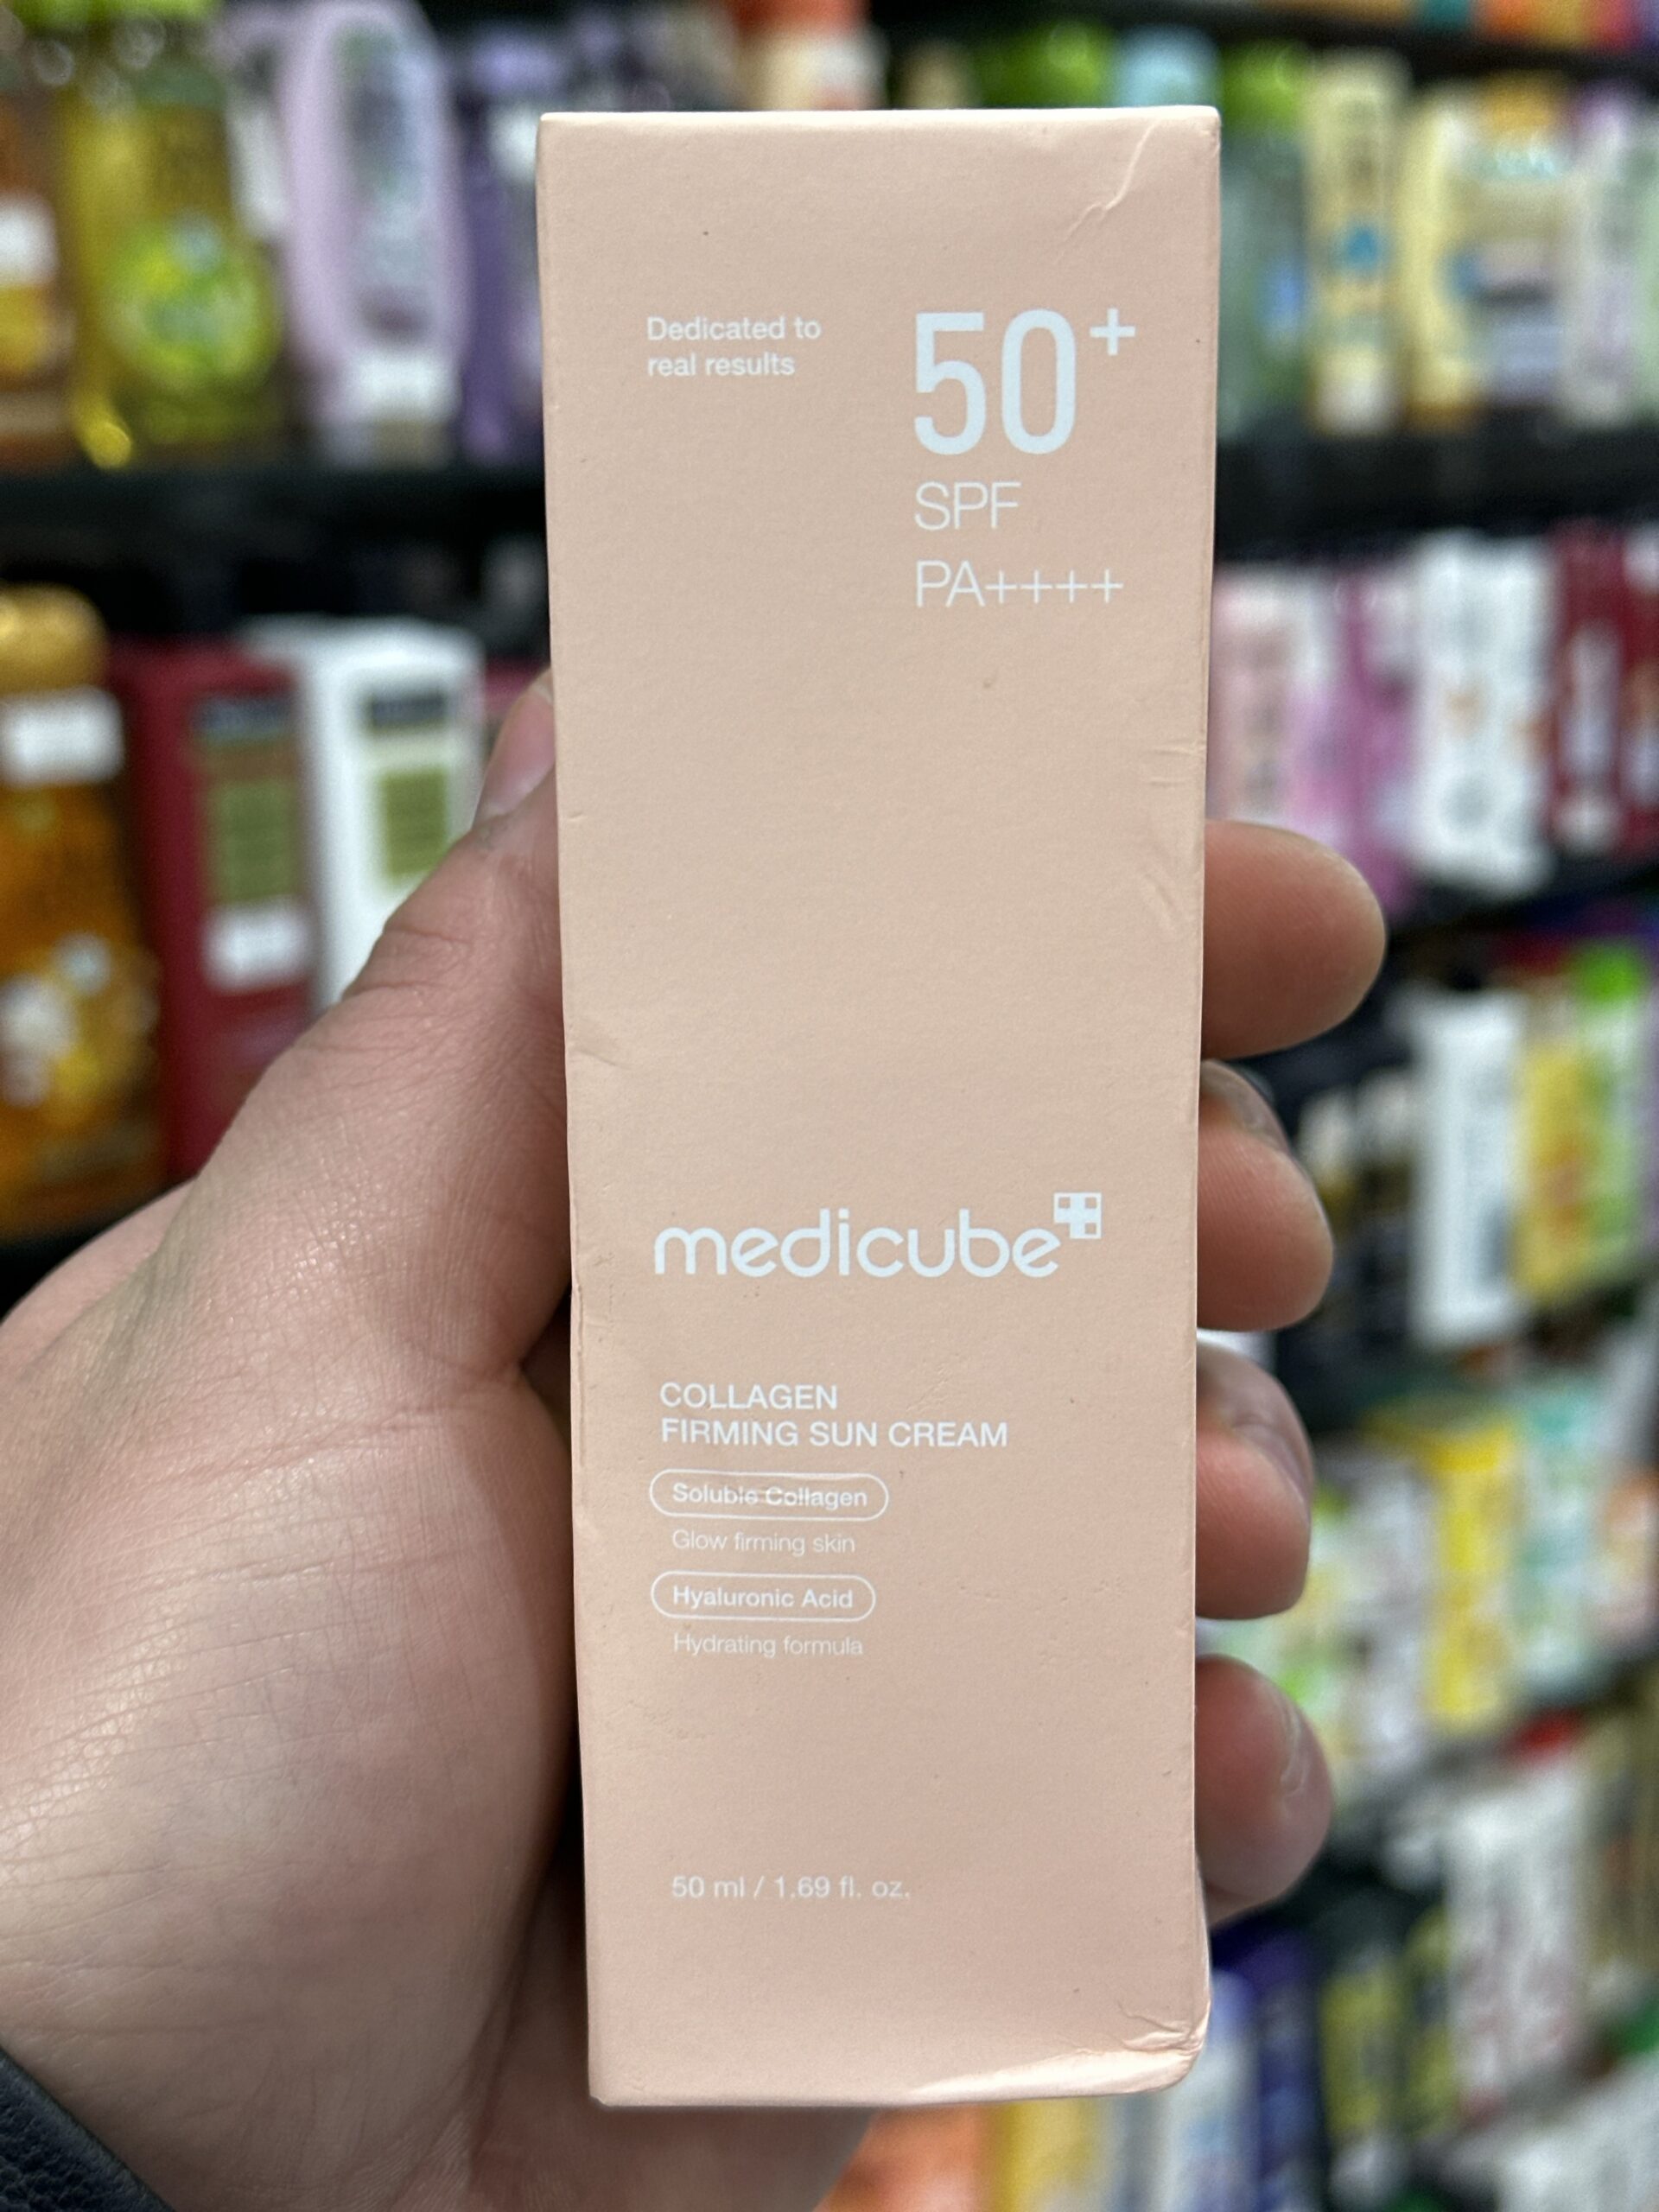 Dedicated to
real results
50+
SPF
PA++++
medicube
COLLAGEN
FIRMING SUN CREAM
Soluble Collagen
Glow firming skin
Hyaluronic Acid
Hydrating formula
50 ml / 1.69 fl. oz.